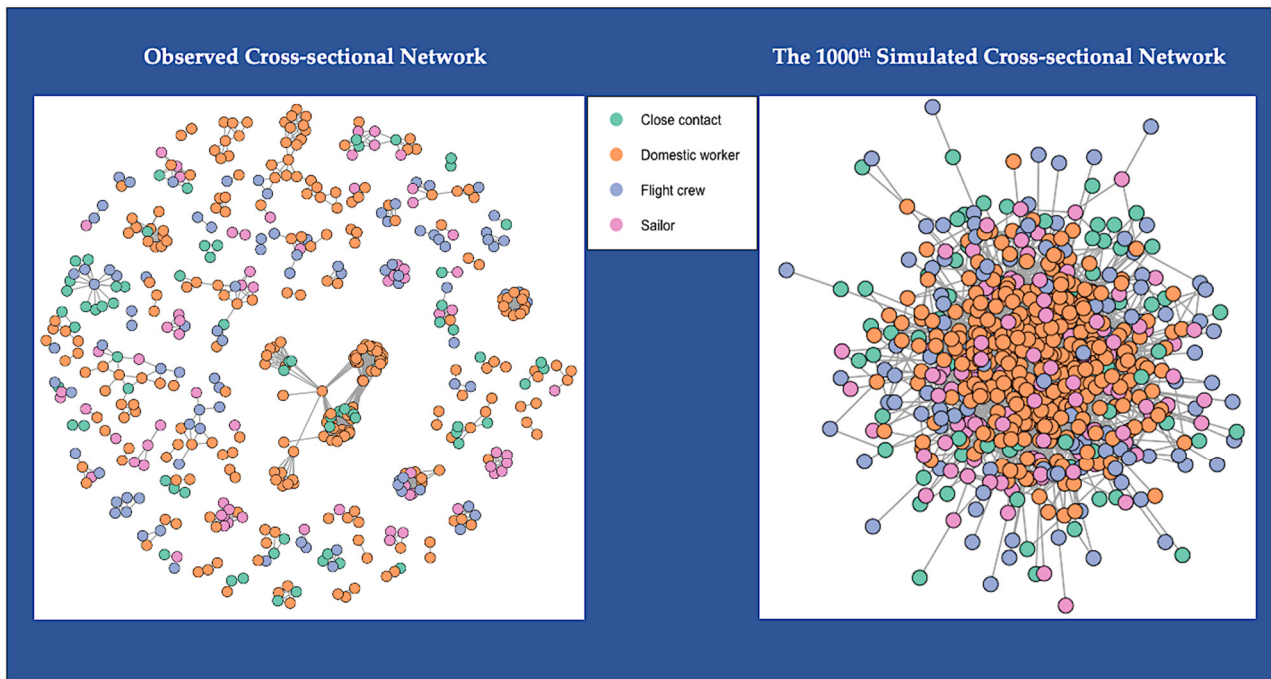 Observed Cross-sectional Network
The 1000th Simulated Cross-sectional Network
Close contact
Domestic worker
Flight crew
Sailor